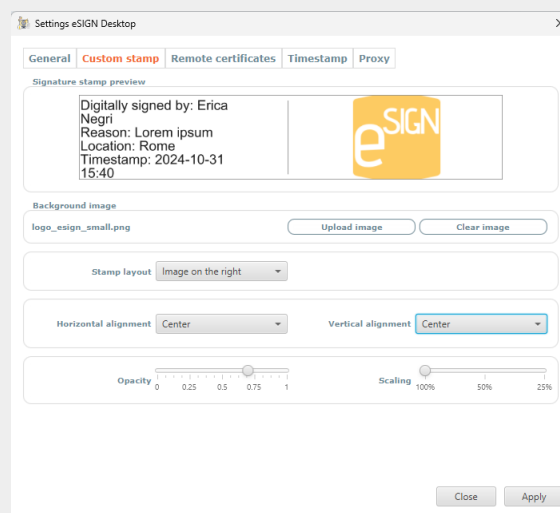 Settings eSIGN Desktop
General Custom stamp Remote certificates Timestamp Proxy
Signature stamp preview
Digitally signed by: Erica
Negri
Reason: Lorem ipsum
Location: Rome
Timestamp: 2024-10-31
15:40
eSIGN
Background image
logo_esign_small.png Upload image Clear image
Stamp layout Image on the right
Horizontal alignment Center Vertical alignment Center
Opacity 0 0.25 0.5 0.75 1 Scaling 100% 50% 25%
Close Apply